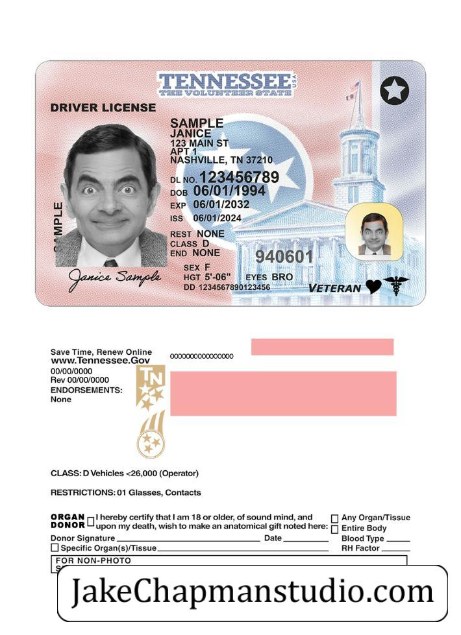 TENNESSEE USA
THE VOLUNTEER STATE
DRIVER LICENSE
SAMPLE
JANICE
123 MAIN ST
APT 1
NASHVILLE, TN 37210
DL NO. 123456789
DOB 06/01/1994
EXP 06/01/2032
ISS 06/01/2024
REST NONE
CLASS D
END NONE
SEX F
HGT 5'-06" EYES BRO
DD 1234567890123456
SAMPLE
Janice Sample
940601
VETERAN
Save Time, Renew Online
www.Tennessee.Gov
00/00/0000
Rev 00/00/0000
ENDORSEMENTS:
None
TN
CLASS: D Vehicles <26,000 (Operator)
RESTRICTIONS: 01 Glasses, Contacts
ORGAN DONOR I hereby certify that I am 18 or older, of sound mind, and
upon my death, wish to make an anatomical gift noted here:
Any Organ/Tissue
Entire Body
Donor Signature Date Blood Type
Specific Organ(s)/Tissue RH Factor
FOR NON-PHOTO
JakeChapmanstudio.com